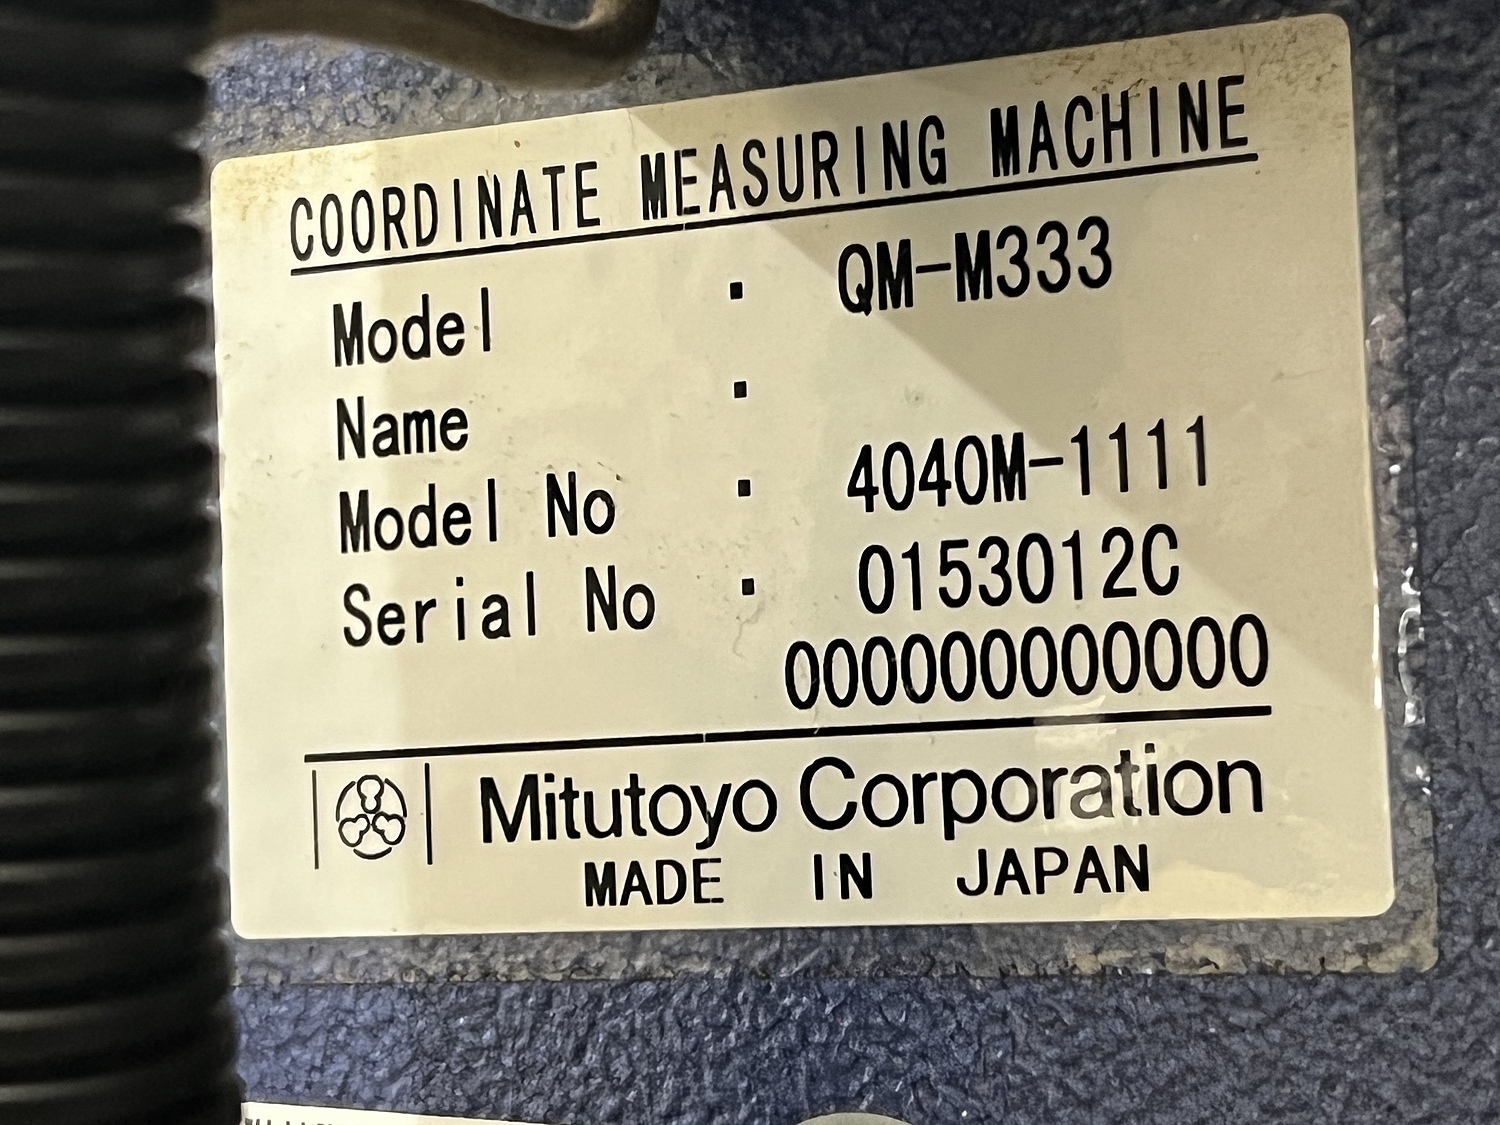 COORDINATE MEASURING MACHINE
Model · QM-M333
Name ·
Model No · 4040M-1111
Serial No · 0153012C
0000000000000
Mitutoyo Corporation
MADE IN JAPAN